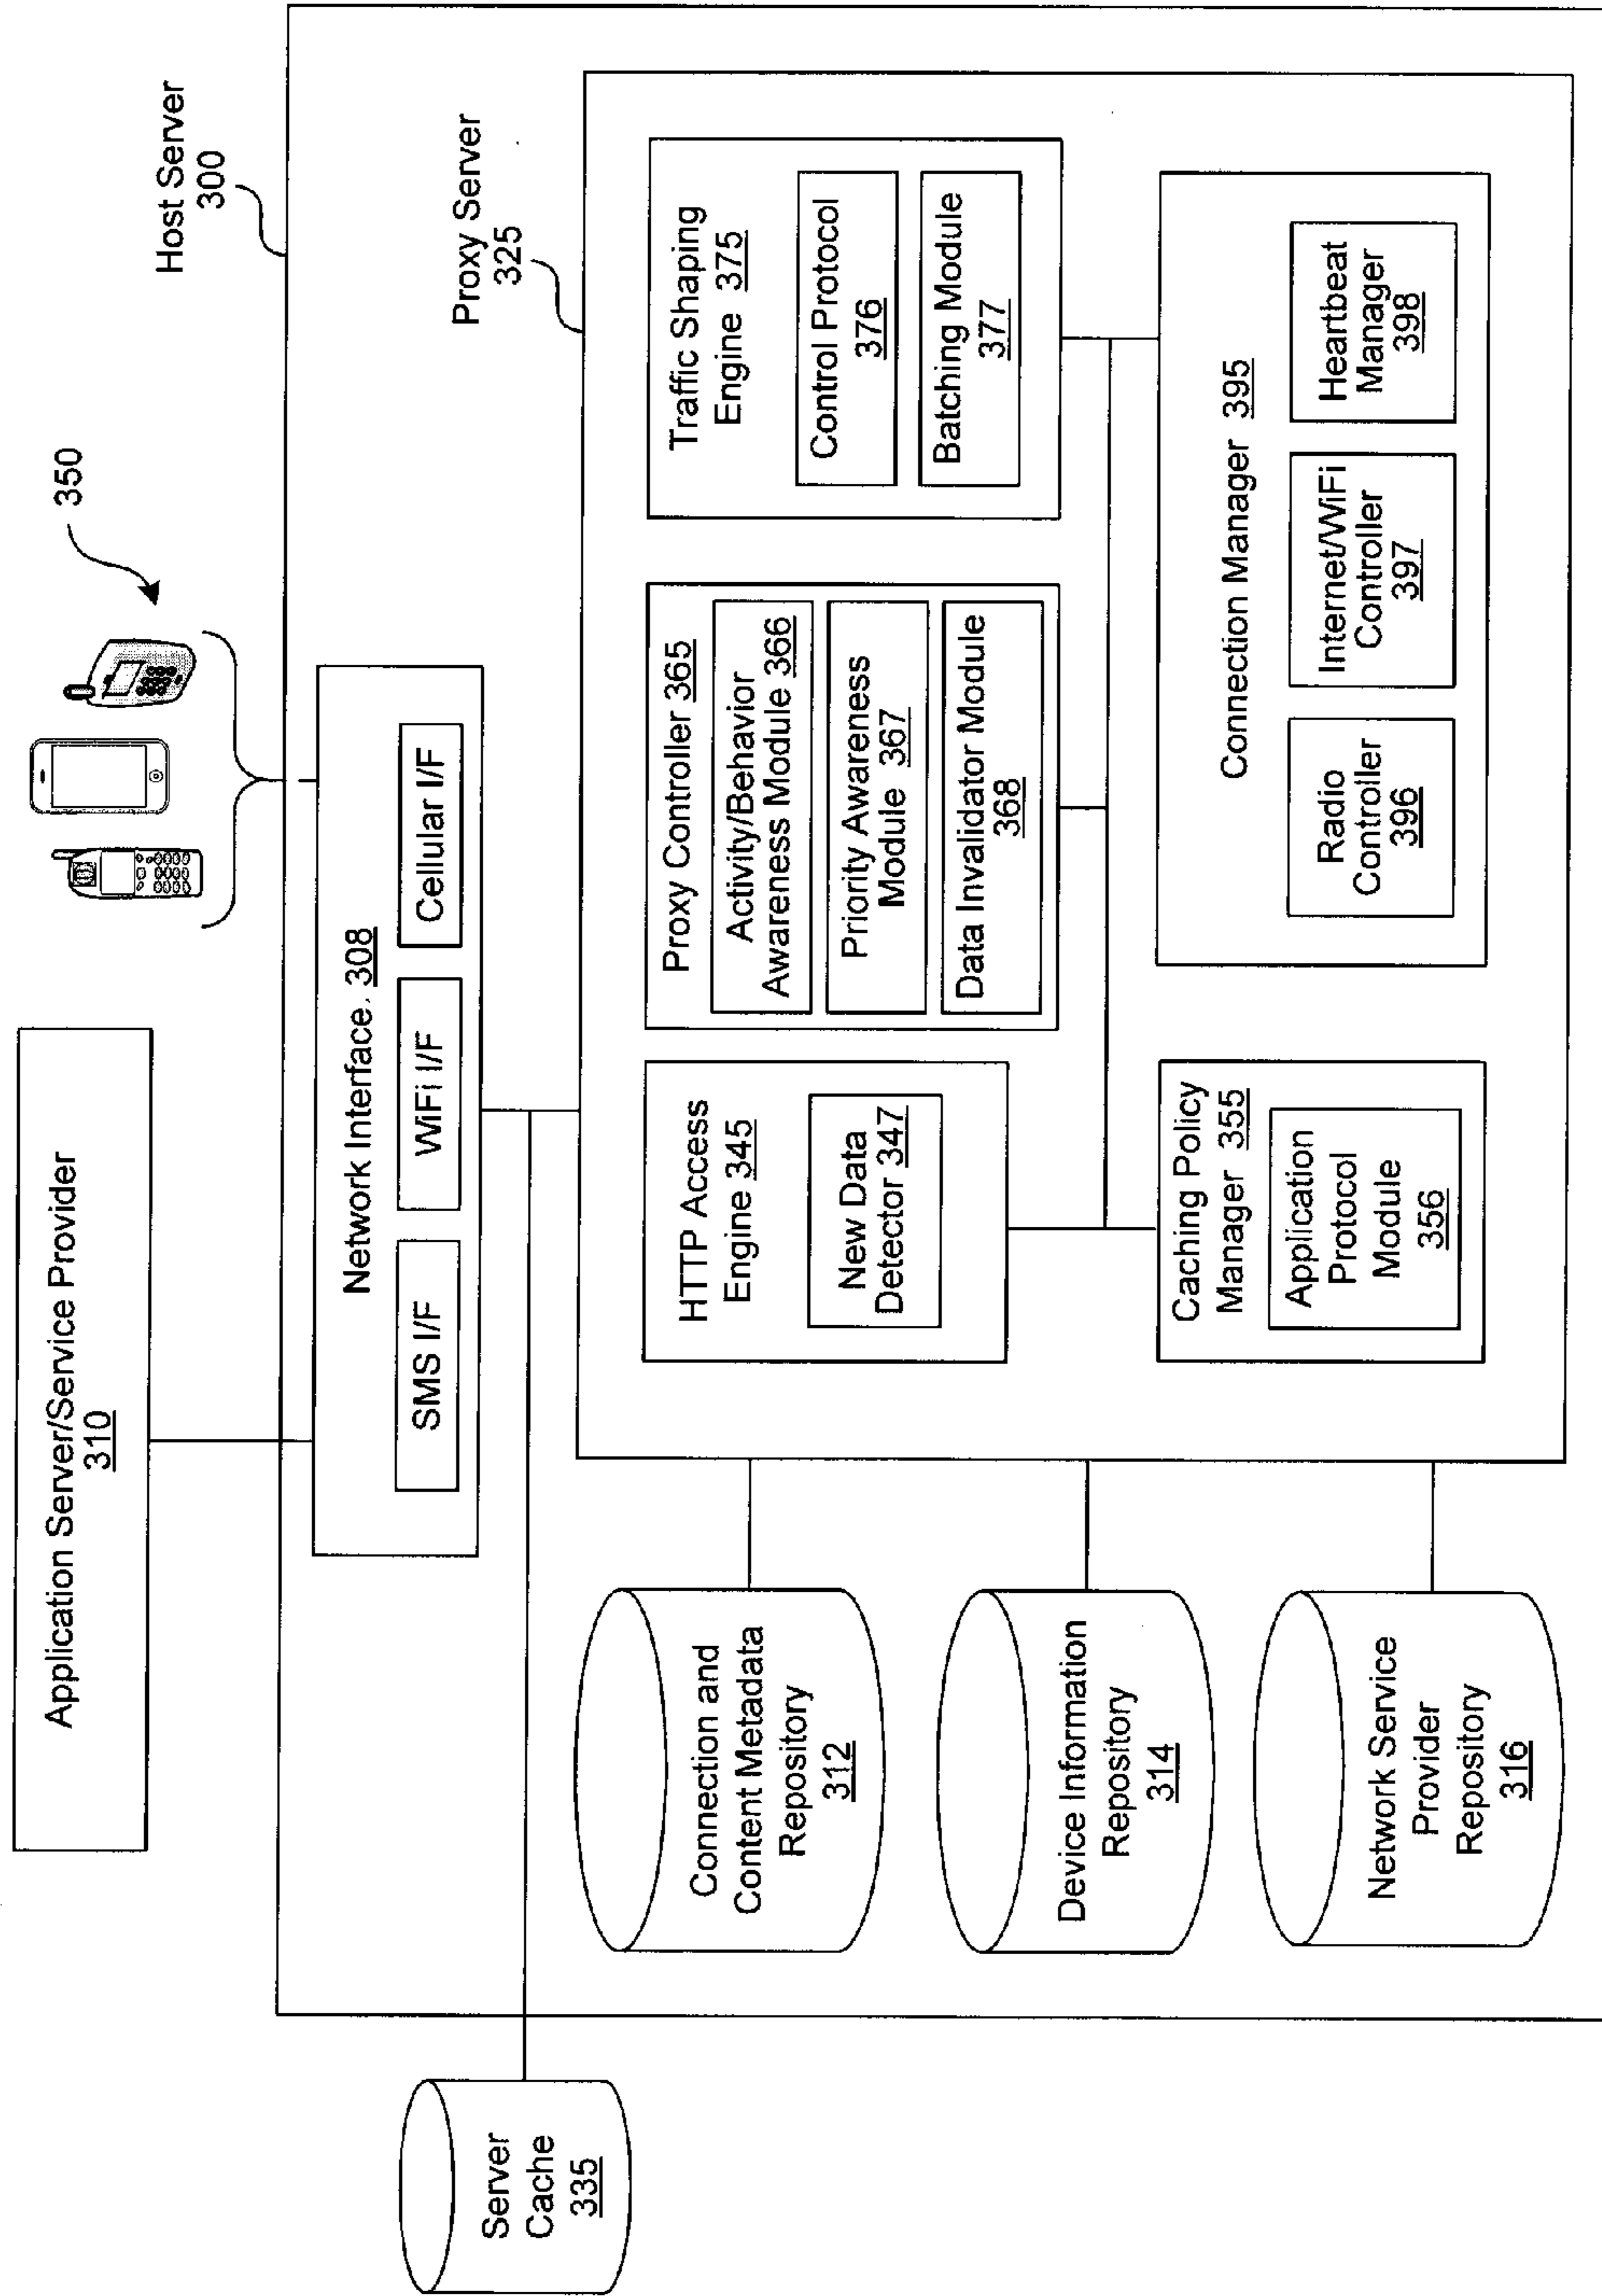 Application Server/Service Provider
310
350
Host Server
300
Network Interface 308
SMS I/F
WiFi I/F
Cellular I/F
Server
Cache
335
Proxy Server
325
Connection and
Content Metadata
Repository
312
Device Information
Repository
314
Network Service
Provider
Repository
316
HTTP Access
Engine 345
New Data
Detector 347
Proxy Controller 365
Activity/Behavior
Awareness Module 366
Priority Awareness
Module 367
Data Invalidator Module
368
Traffic Shaping
Engine 375
Control Protocol
376
Batching Module
377
Caching Policy
Manager 355
Application
Protocol
Module
356
Connection Manager 395
Radio
Controller
396
Internet/WiFi
Controller
397
Heartbeat
Manager
398